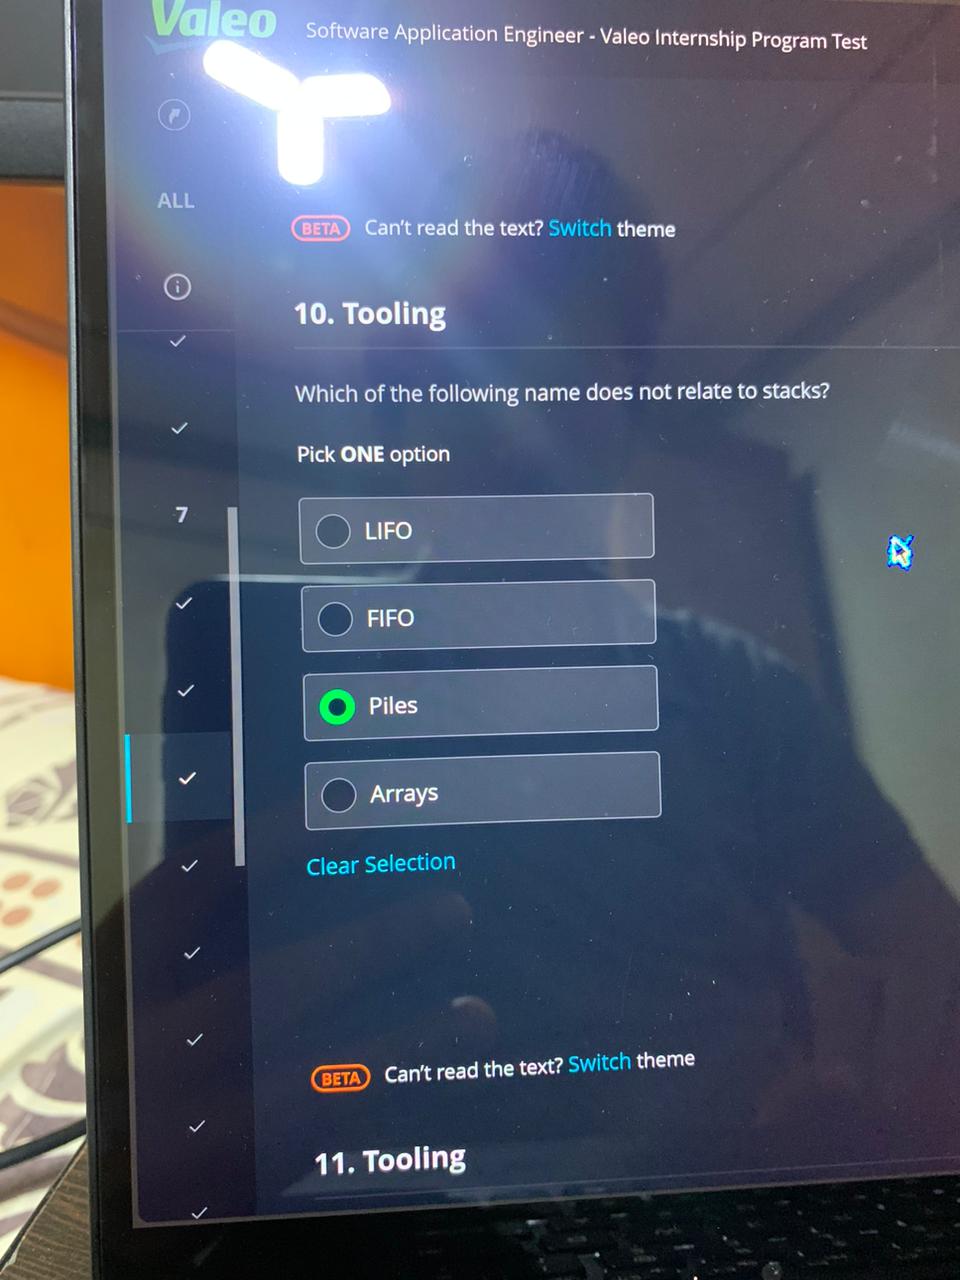 Valeo
Software Application Engineer - Valeo Internship Program Test
ALL
BETA Can't read the text? Switch theme
10. Tooling
Which of the following name does not relate to stacks?
Pick ONE option
7
LIFO
FIFO
Piles
Arrays
Clear Selection
BETA Can't read the text? Switch theme
11. Tooling